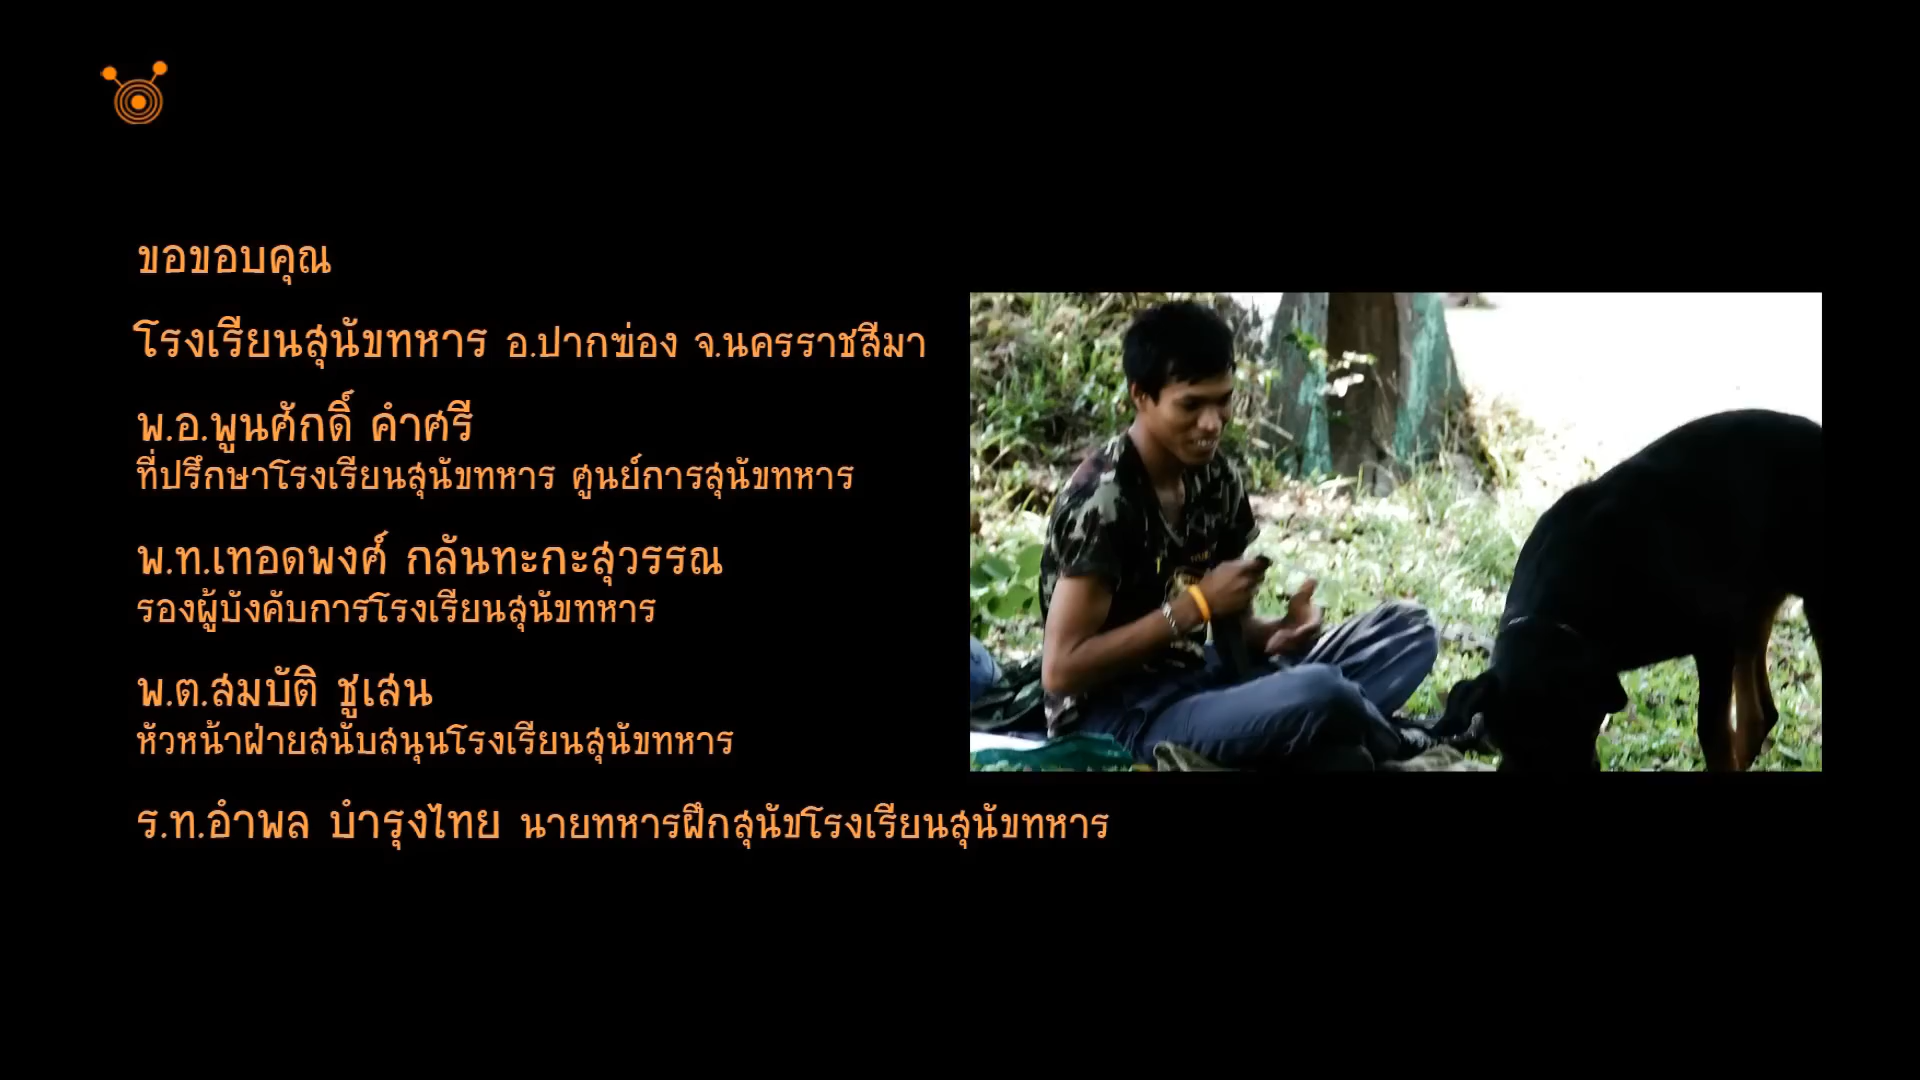 ขอขอบคุณ
โรงเรียนสุนัขทหาร อ.ปากช่อง จ.นครราชสีมา
พ.อ.พูนศักดิ์ คำศรี
ที่ปรึกษาโรงเรียนสุนัขทหาร ศูนย์การสุนัขทหาร
พ.ท.เทอดพงศ์ กลันทะกะสุวรรณ
รองผู้บังคับการโรงเรียนสุนัขทหาร
พ.ต.สมบัติ ชูเสน
หัวหน้าฝ่ายสนับสนุนโรงเรียนสุนัขทหาร
ร.ท.อำพล บำรุงไทย นายทหารฝึกสุนัขโรงเรียนสุนัขทหาร